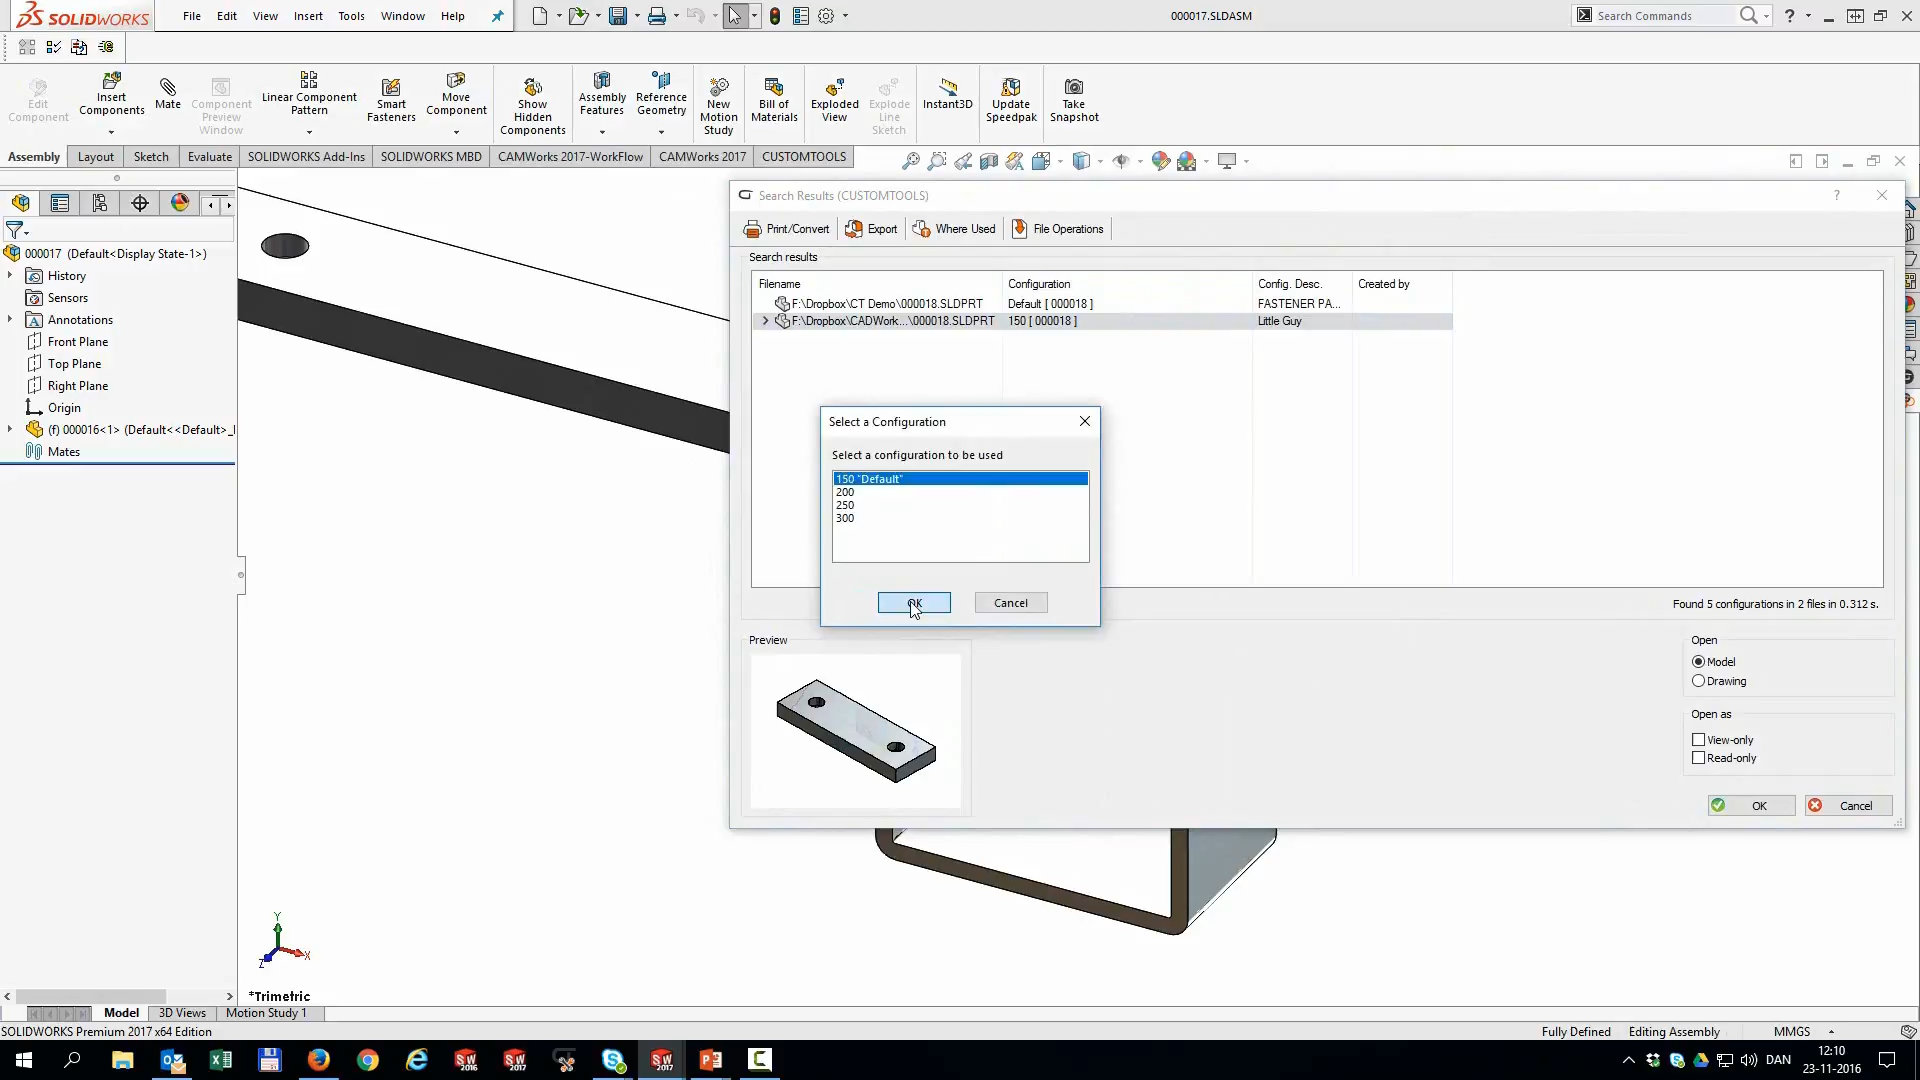 SOLIDWORKS
File Edit View Insert Tools Window Help
000017.SLDASM
Search Commands
Edit Component
Insert Components
Mate
Component Preview Window
Linear Component Pattern
Smart Fasteners
Move Component
Show Hidden Components
Assembly Features
Reference Geometry
New Motion Study
Bill of Materials
Exploded View
Explode Line Sketch
Instant3D
Update Speedpak
Take Snapshot
Assembly Layout Sketch Evaluate SOLIDWORKS Add-Ins SOLIDWORKS MBD CAMWorks 2017-WorkFlow CAMWorks 2017 CUSTOMTOOLS
000017 (Default<Display State-1>)
History
Sensors
Annotations
Front Plane
Top Plane
Right Plane
Origin
(f) 000016<1> (Default<<Default>_
Mates
Search Results (CUSTOMTOOLS)
Print/Convert Export Where Used File Operations
Search results
Filename Configuration Config. Desc. Created by
F:\Dropbox\CT Demo\000018.SLDPRT Default [ 000018 ] FASTENER PA...
F:\Dropbox\CADWork...\000018.SLDPRT 150 [ 000018 ] Little Guy
Select a Configuration
Select a configuration to be used
150 "Default"
200
250
300
OK Cancel
Found 5 configurations in 2 files in 0.312 s.
Preview
Open
Model
Drawing
Open as
View-only
Read-only
OK Cancel
Y
X
Z
*Trimetric
Model 3D Views Motion Study 1
SOLIDWORKS Premium 2017 x64 Edition
Fully Defined Editing Assembly MMGS
SW 2016
SW 2017
SW 2017
DAN
12:10
23-11-2016